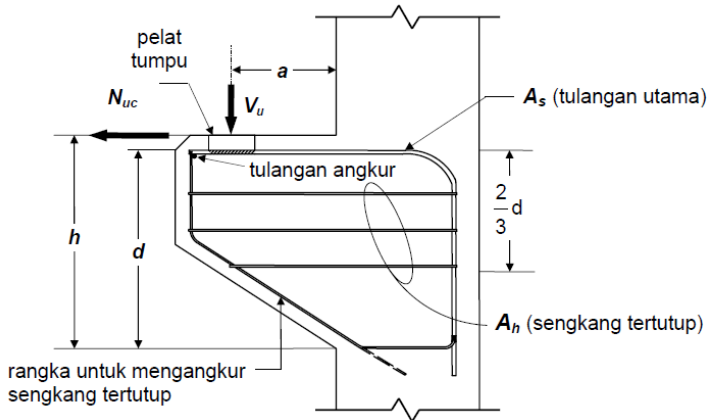 pelat
tumpu
a
N_uc
V_u
A_s (tulangan utama)
tulangan angkur
2/3 d
h
d
A_h (sengkang tertutup)
rangka untuk mengangkur
sengkang tertutup